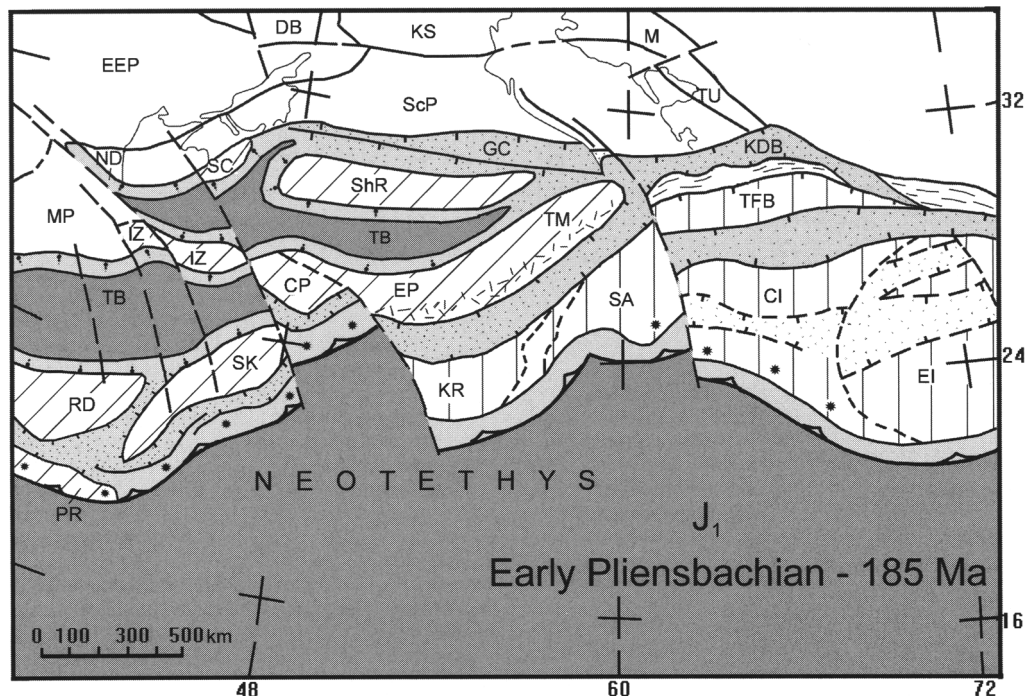 DB
KS
M
EEP
ScP
TU
32
ND
SC
GC
KDB
ShR
TFB
MP
IZ
TM
TB
IZ
TB
CP
EP
SA
CI
SK
24
RD
KR
EI
NEOTETHYS
PR
J1
Early Pliensbachian - 185 Ma
16
0 100 300 500km
48
60
72